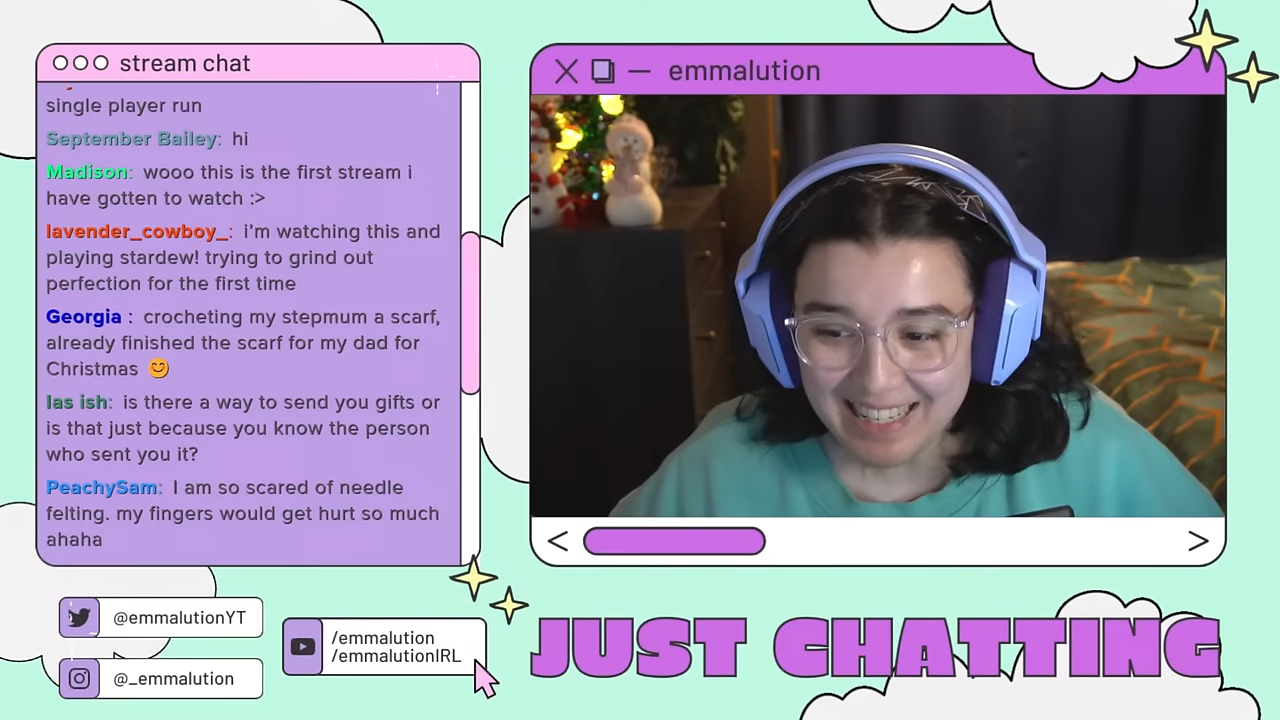 stream chat
single player run
September Bailey: hi
Madison: wooo this is the first stream i
have gotten to watch :>
lavender_cowboy_: i'm watching this and
playing stardew! trying to grind out
perfection for the first time
Georgia : crocheting my stepmum a scarf,
already finished the scarf for my dad for
Christmas 😊
las ish: is there a way to send you gifts or
is that just because you know the person
who sent you it?
PeachySam: I am so scared of needle
felting. my fingers would get hurt so much
ahaha
emmalution
@emmalutionYT
@_emmalution
/emmalution
/emmalutionIRL
JUST CHATTING